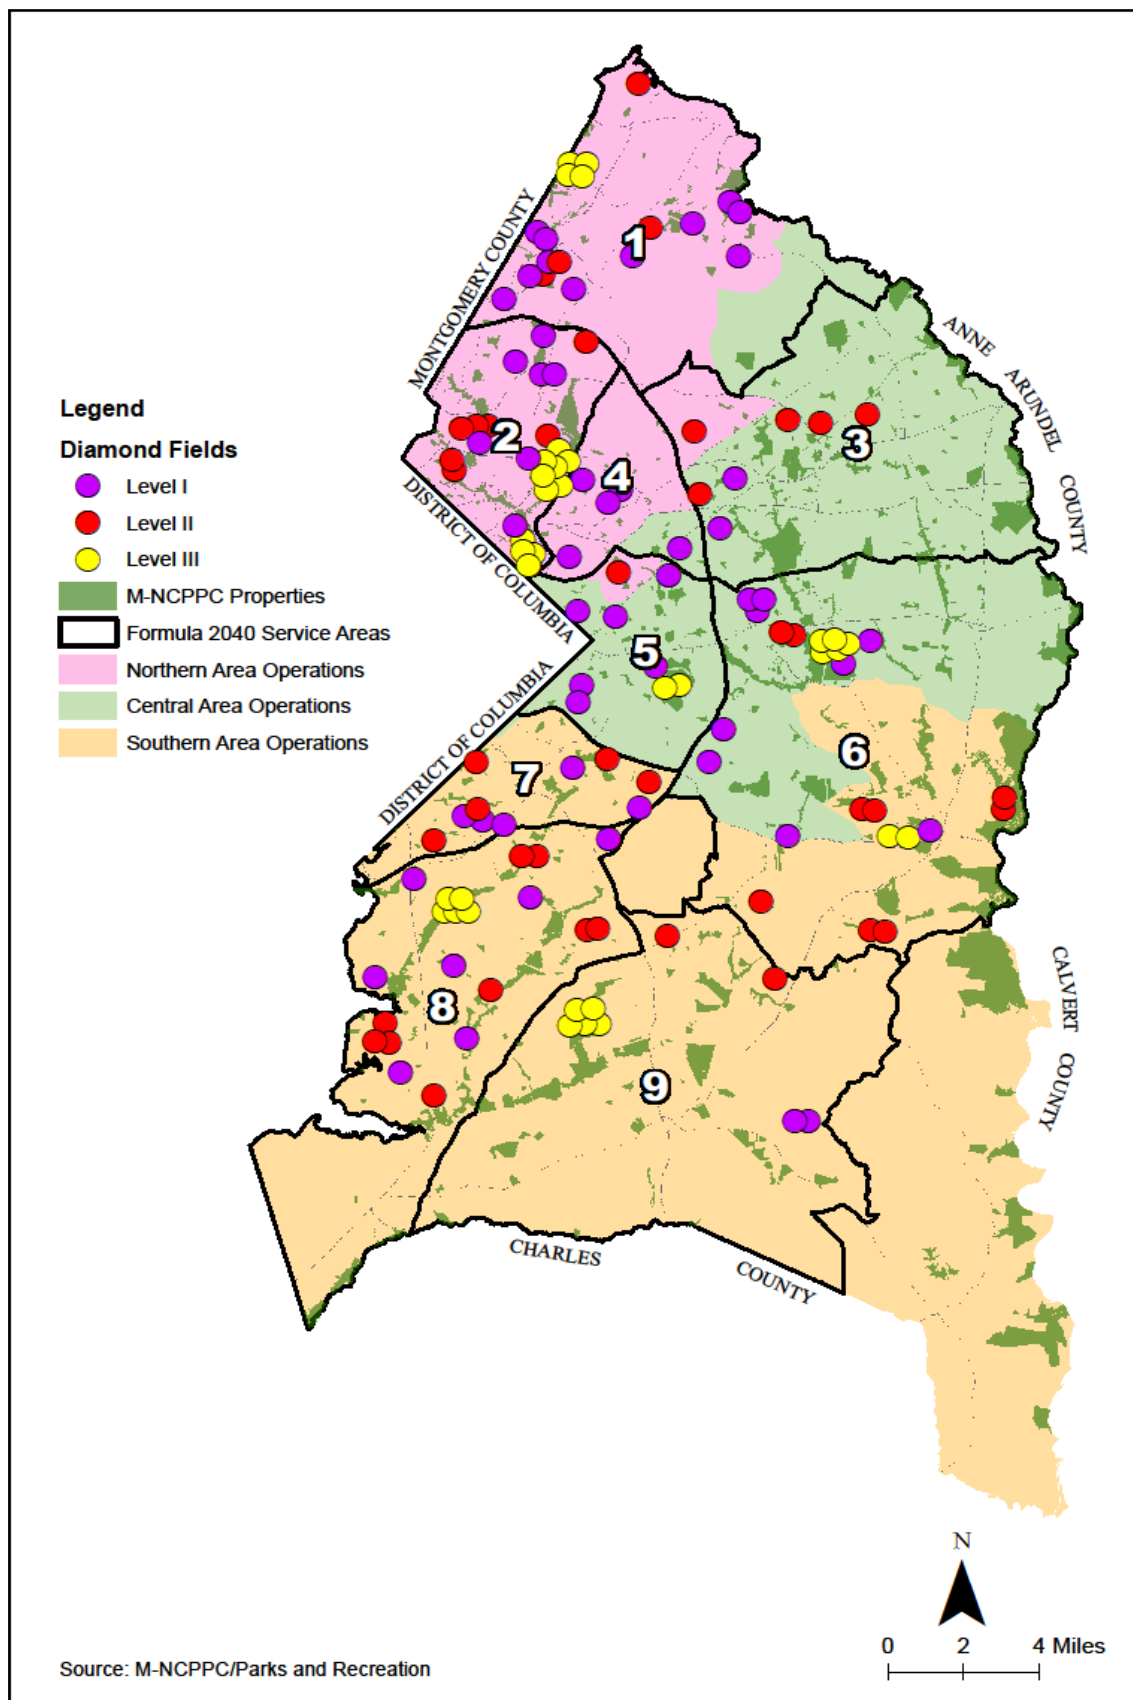 MONTGOMERY COUNTY
1
ANNE
ARUNDEL
COUNTY
Legend
Diamond Fields
Level I
Level II
Level III
M-NCPPC Properties
Formula 2040 Service Areas
Northern Area Operations
Central Area Operations
Southern Area Operations
2
3
4
DISTRICT OF COLUMBIA
5
DISTRICT OF COLUMBIA
6
7
8
9
CALVERT
COUNTY
CHARLES
COUNTY
N
0 2 4 Miles
Source: M-NCPPC/Parks and Recreation